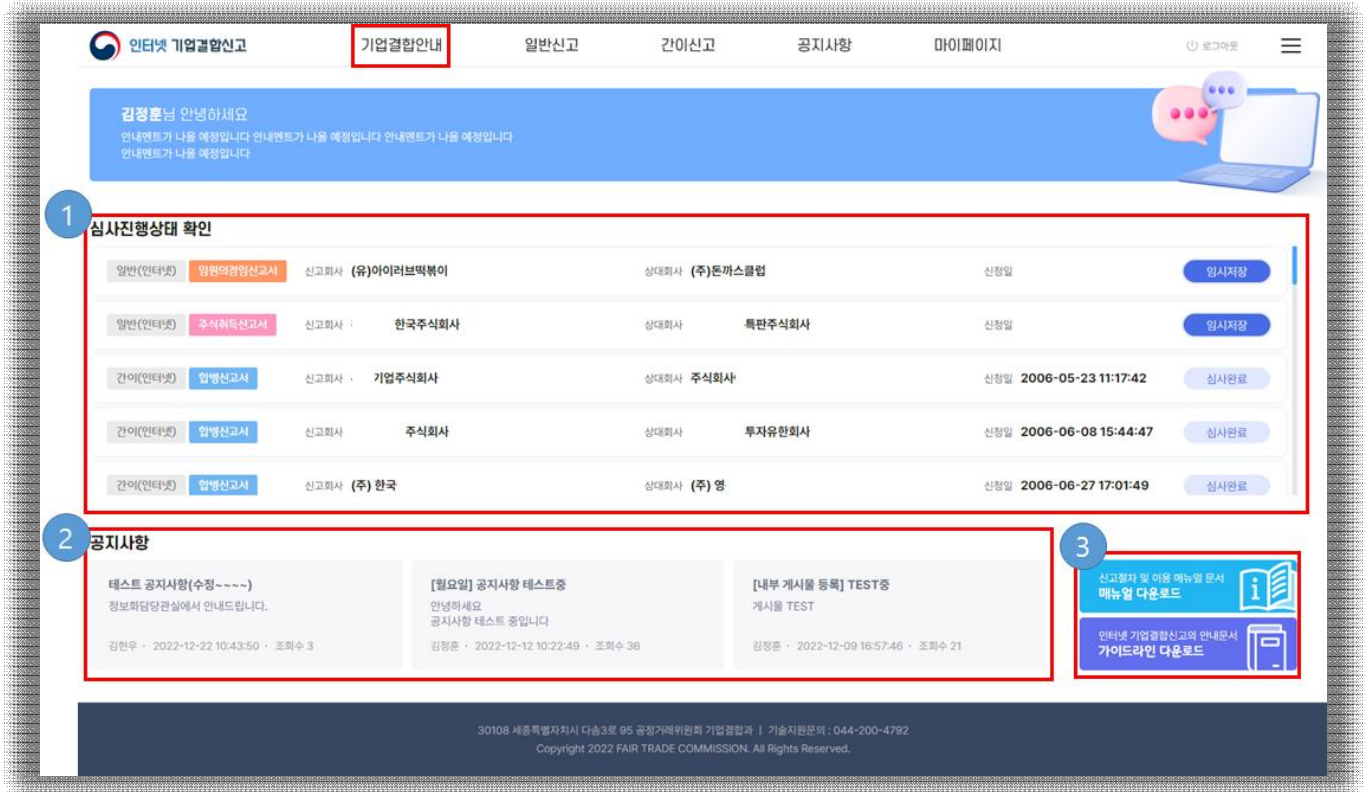 인터넷 기업결합신고 기업결합안내 일반신고 간이신고 공지사항 마이페이지 로그아웃
김정훈님 안녕하세요
안내멘트가 나올 예정입니다 안내멘트가 나올 예정입니다 안내멘트가 나올 예정입니다
안내멘트가 나올 예정입니다
1
심사진행상태 확인
일반(인터넷) 임원의겸임신고서 신고회사 (유)아이러브떡볶이 상대회사 (주)돈까스클럽 신청일 임시저장
일반(인터넷) 주식취득신고서 신고회사 한국주식회사 상대회사 특판주식회사 신청일 임시저장
간이(인터넷) 합병신고서 신고회사 기업주식회사 상대회사 주식회사 신청일 2006-05-23 11:17:42 심사완료
간이(인터넷) 합병신고서 신고회사 주식회사 상대회사 투자유한회사 신청일 2006-06-08 15:44:47 심사완료
간이(인터넷) 합병신고서 신고회사 (주) 한국 상대회사 (주) 영 신청일 2006-06-27 17:01:49 심사완료
2
공지사항
테스트 공지사항(수정~~~~)
정보화담당관실에서 안내드립니다.
김현우 · 2022-12-22 10:43:50 · 조회수 3
[월요일] 공지사항 테스트중
안녕하세요
공지사항 테스트 중입니다
김정훈 · 2022-12-12 10:22:49 · 조회수 36
[내부 게시물 등록] TEST중
게시물 TEST
김정훈 · 2022-12-09 16:57:46 · 조회수 21
3
신고절차 및 이용 매뉴얼 문서
매뉴얼 다운로드
인터넷 기업결합신고의 안내문서
가이드라인 다운로드
30108 세종특별자치시 다솜3로 95 공정거래위원회 기업결합과 | 기술지원문의 : 044-200-4792
Copyright 2022 FAIR TRADE COMMISSION. All Rights Reserved.